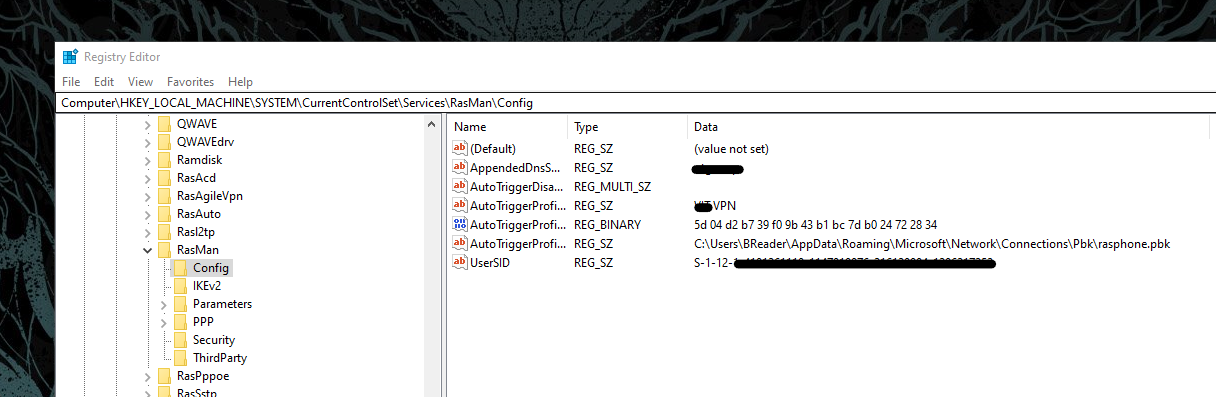 Registry Editor
File Edit View Favorites Help
Computer\HKEY_LOCAL_MACHINE\SYSTEM\CurrentControlSet\Services\RasMan\Config
QWAVE
QWAVEdrv
Ramdisk
RasAcd
RasAgileVpn
RasAuto
Rasl2tp
RasMan
Config
IKEv2
Parameters
PPP
Security
ThirdParty
RasPppoe
RasSstp
Name Type Data
(Default) REG_SZ (value not set)
AppendedDnsS... REG_SZ
AutoTriggerDisa... REG_MULTI_SZ
AutoTriggerProfi... REG_SZ VPN
AutoTriggerProfi... REG_BINARY 5d 04 d2 b7 39 f0 9b 43 b1 bc 7d b0 24 72 28 34
AutoTriggerProfi... REG_SZ C:\Users\BReader\AppData\Roaming\Microsoft\Network\Connections\Pbk\rasphone.pbk
UserSID REG_SZ S-1-12-